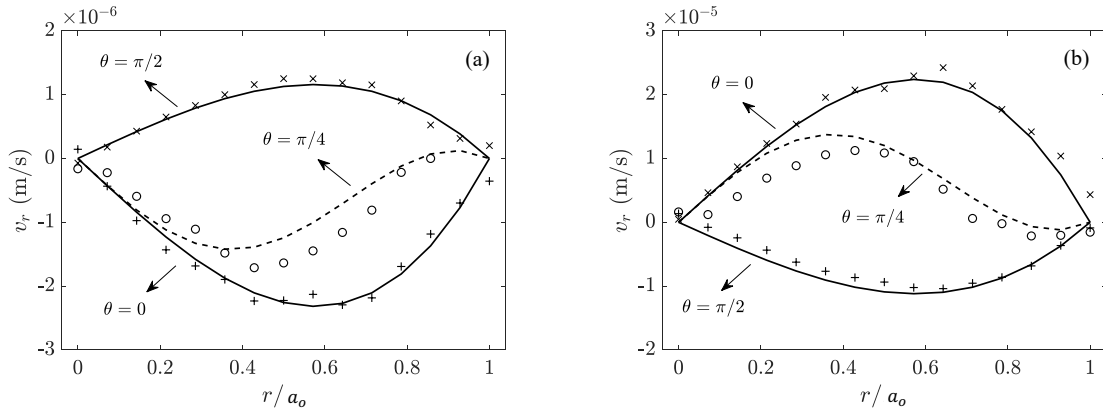 ×10⁻⁶
(a)
θ = π/2
θ = π/4
θ = 0
2
1
0
-1
-2
-3
v_r (m/s)
0
0.2
0.4
0.6
0.8
1
r/a_o
×10⁻⁵
(b)
θ = 0
θ = π/4
θ = π/2
3
2
1
0
-1
-2
v_r (m/s)
0
0.2
0.4
0.6
0.8
1
r/a_o